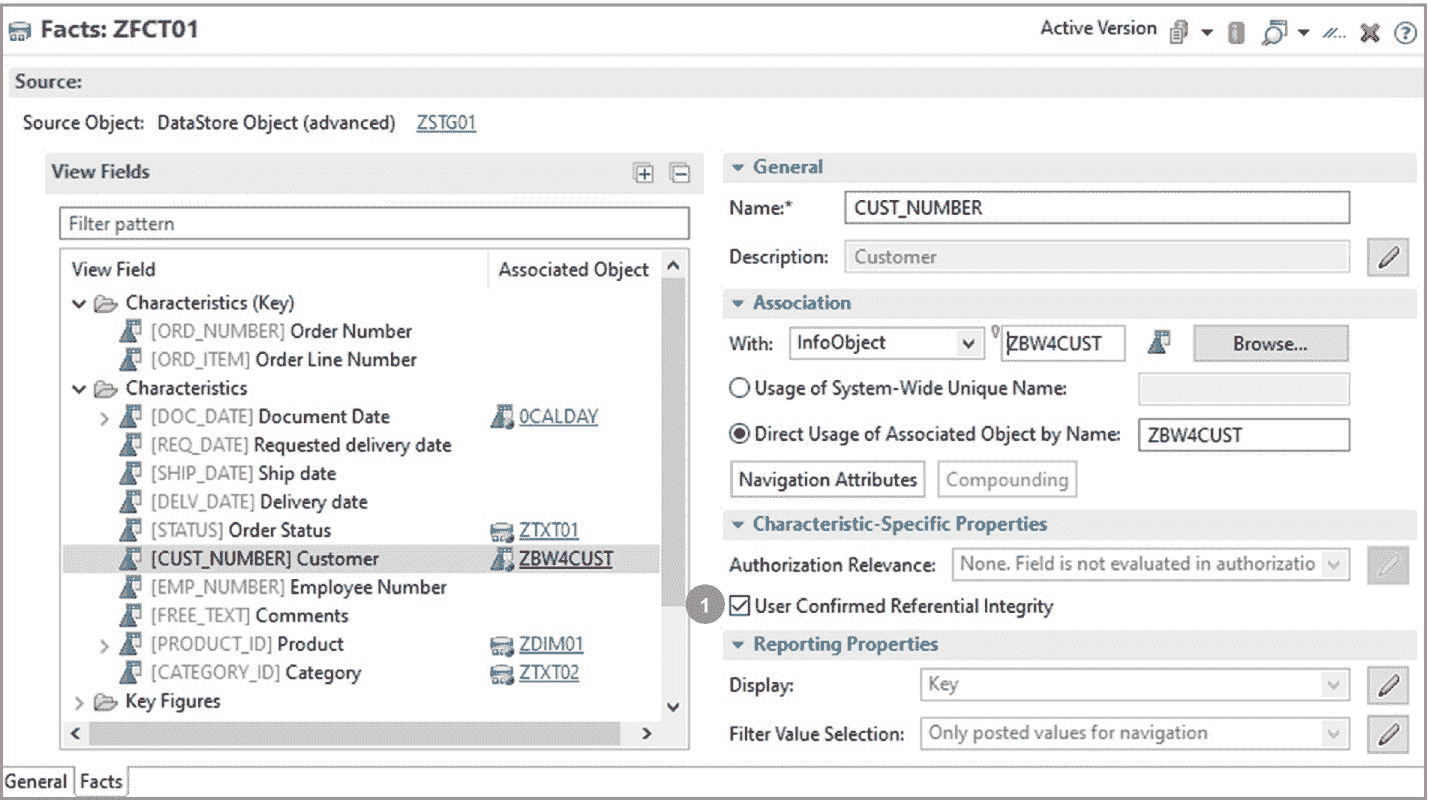 Facts: ZFCT01
Active Version
Source:
Source Object: DataStore Object (advanced) ZSTG01
View Fields
Filter pattern
View Field Associated Object
Characteristics (Key)
[ORD_NUMBER] Order Number
[ORD_ITEM] Order Line Number
Characteristics
[DOC_DATE] Document Date 0CALDAY
[REQ_DATE] Requested delivery date
[SHIP_DATE] Ship date
[DELV_DATE] Delivery date
[STATUS] Order Status ZTXT01
[CUST_NUMBER] Customer ZBW4CUST
[EMP_NUMBER] Employee Number
[FREE_TEXT] Comments
[PRODUCT_ID] Product ZDIM01
[CATEGORY_ID] Category ZTXT02
Key Figures
General
Name:* CUST_NUMBER
Description: Customer
Association
With: InfoObject ZBW4CUST Browse...
Usage of System-Wide Unique Name:
Direct Usage of Associated Object by Name: ZBW4CUST
Navigation Attributes Compounding
Characteristic-Specific Properties
Authorization Relevance: None. Field is not evaluated in authorizatio
1 User Confirmed Referential Integrity
Reporting Properties
Display: Key
Filter Value Selection: Only posted values for navigation
General Facts